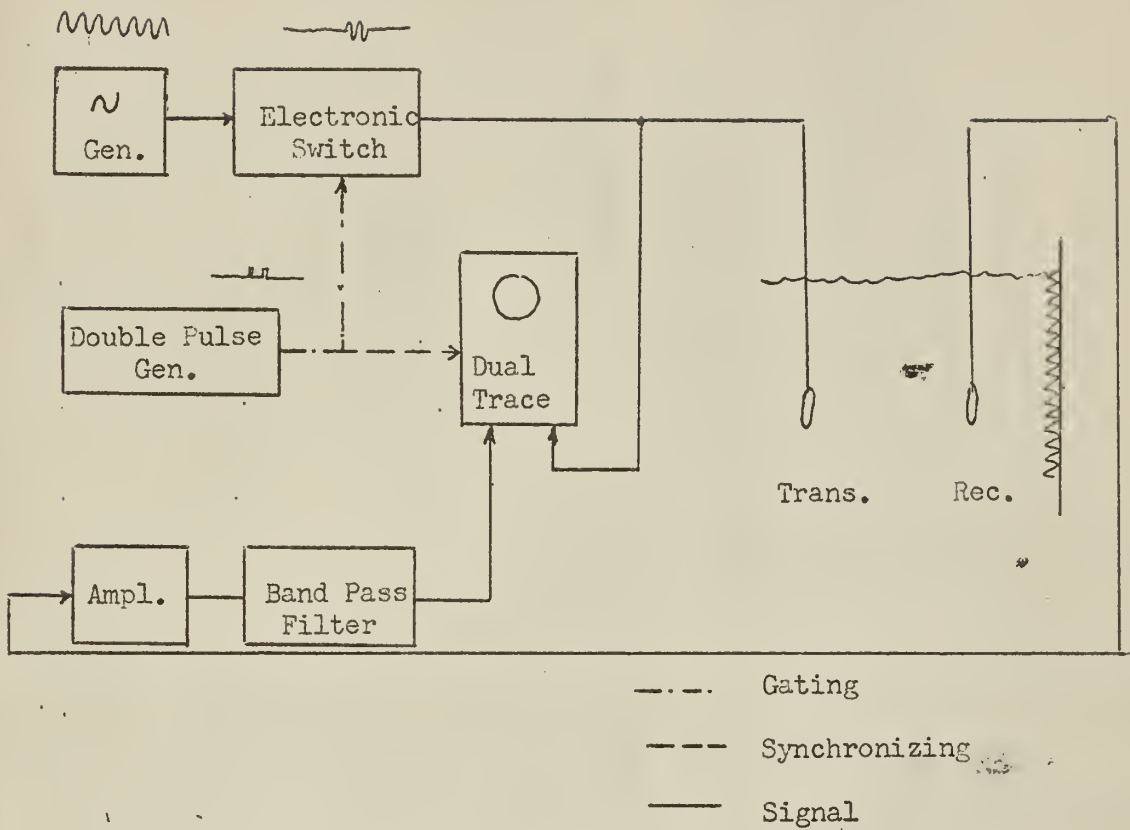 ~
Gen.
Electronic
Switch
Double Pulse
Gen.
Dual
Trace
Trans.
Rec.
Ampl.
Band Pass
Filter
Gating
Synchronizing
Signal